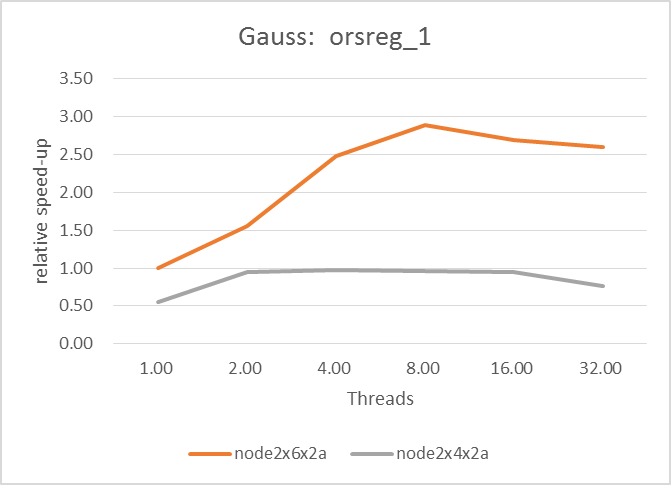 Gauss:  orsreg_1
3.50
3.00
2.50
2.00
1.50
1.00
0.50
0.00
relative speed-up
1.00 2.00 4.00 8.00 16.00 32.00
Threads
node2x6x2a node2x4x2a